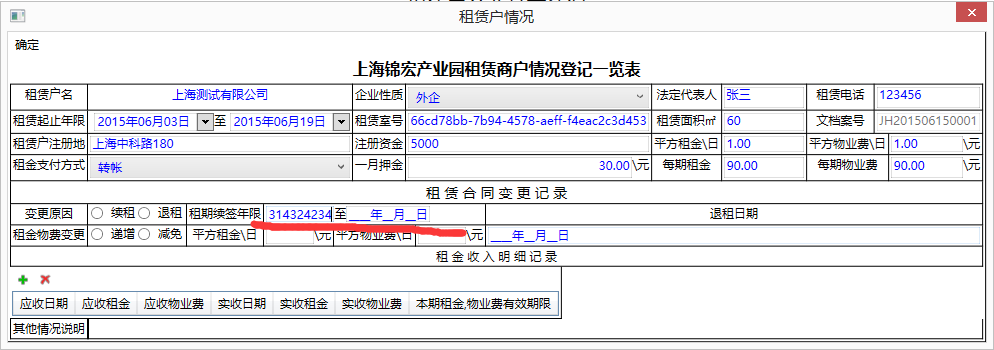 租赁户情况
确定
上海锦宏产业园租赁商户情况登记一览表
租赁户名 上海测试有限公司 企业性质 外企 法定代表人 张三 租赁电话 123456
租赁起止年限 2015年06月03日 至 2015年06月19日 租赁室号 66cd78bb-7b94-4578-aeff-f4eac2c3d453 租赁面积㎡ 60 文档案号 JH201506150001
租赁户注册地 上海中科路180 注册资金 5000 平方租金\日 1.00 平方物业费\日 1.00 \元
租金支付方式 转帐 一月押金 30.00 \元 每期租金 90.00 每期物业费 90.00 \元
租赁合同变更记录
变更原因 续租 退租 租期续签年限 314324234 至 ____年__月__日 退租日期
租金物费变更 递增 减免 平方租金\日 \元 平方物业费\日 \元 ____年__月__日
租金收入明细记录
应收日期 应收租金 应收物业费 实收日期 实收租金 实收物业费 本期租金,物业费有效期限
其他情况说明